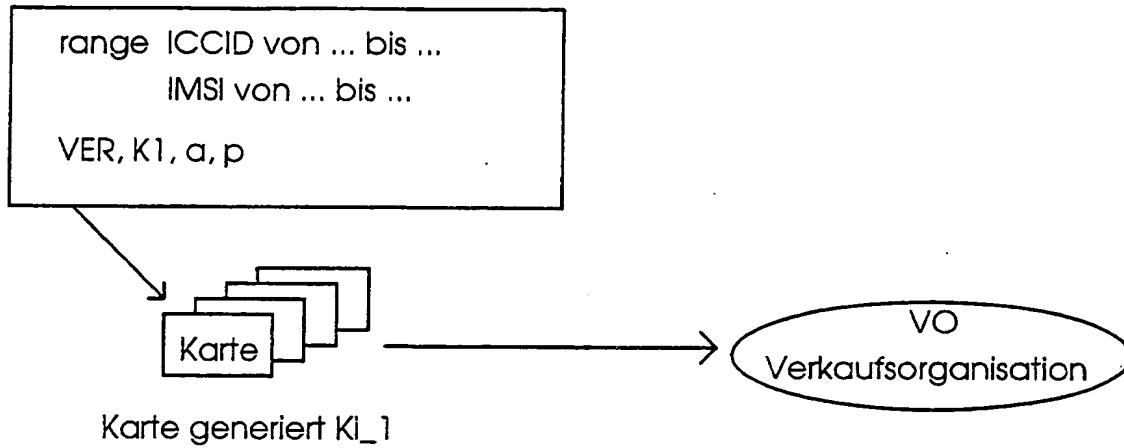 range ICCID von ... bis ...
IMSI von ... bis ...
VER, K1, a, p
Karte
Karte generiert Ki_1
VO
Verkaufsorganisation